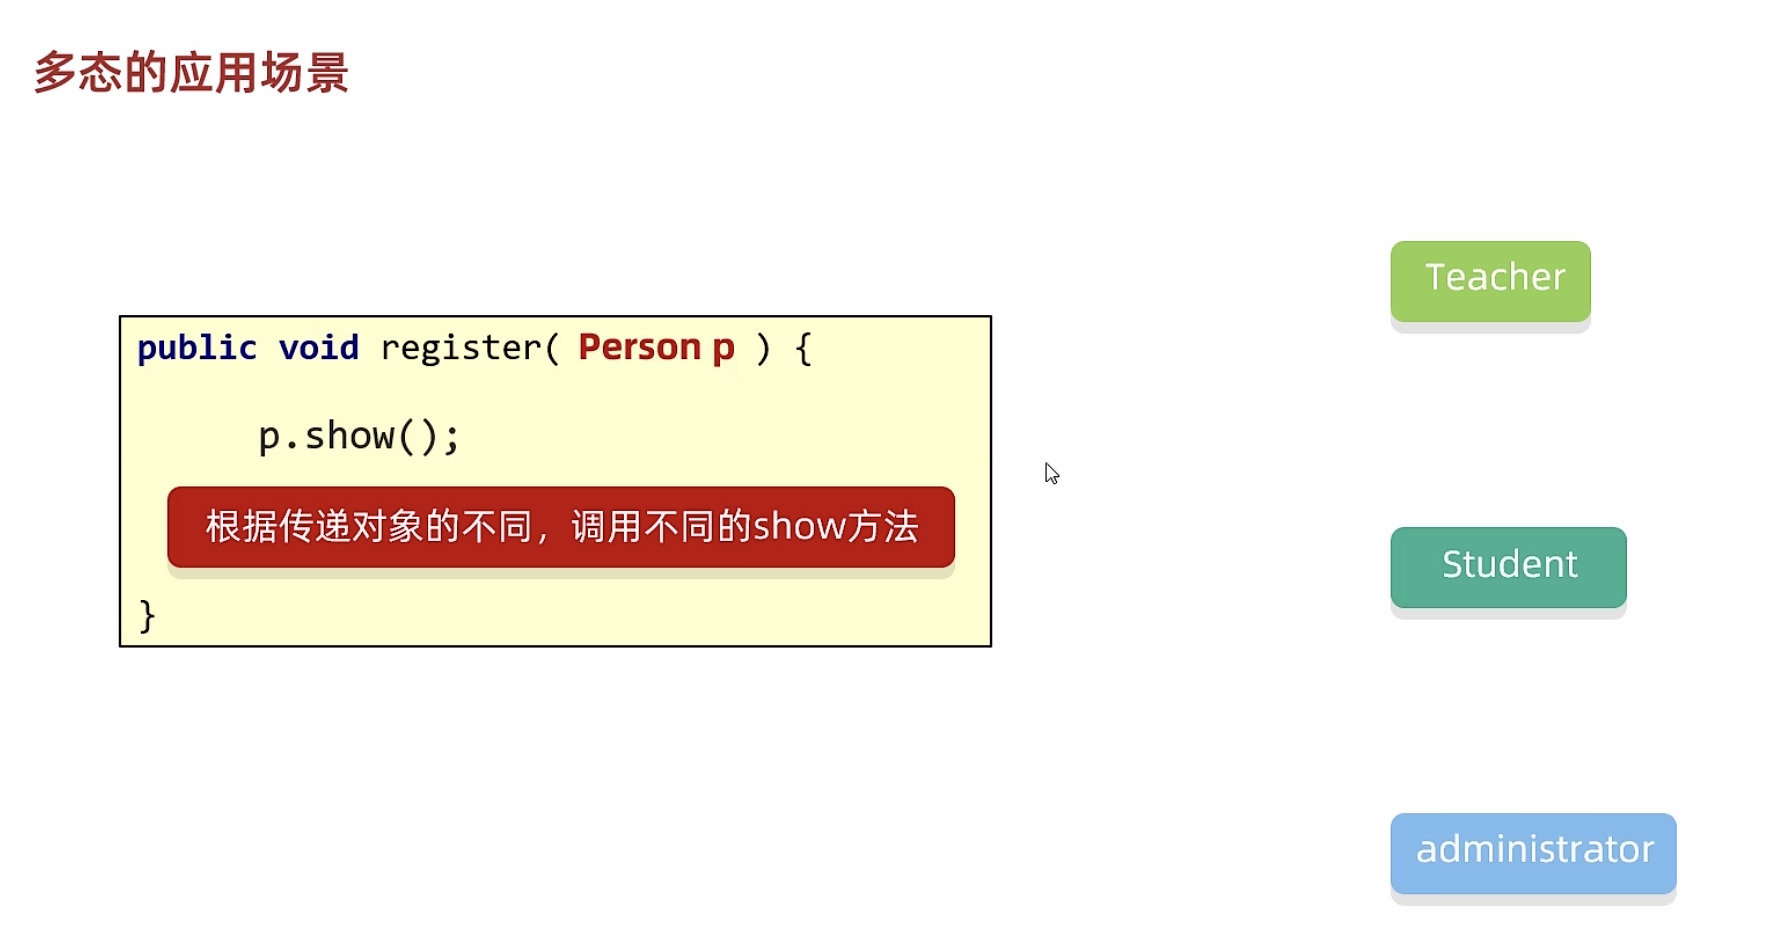 多态的应用场景
public void register( Person p ) {
p.show();
根据传递对象的不同，调用不同的show方法
}
Teacher
Student
administrator